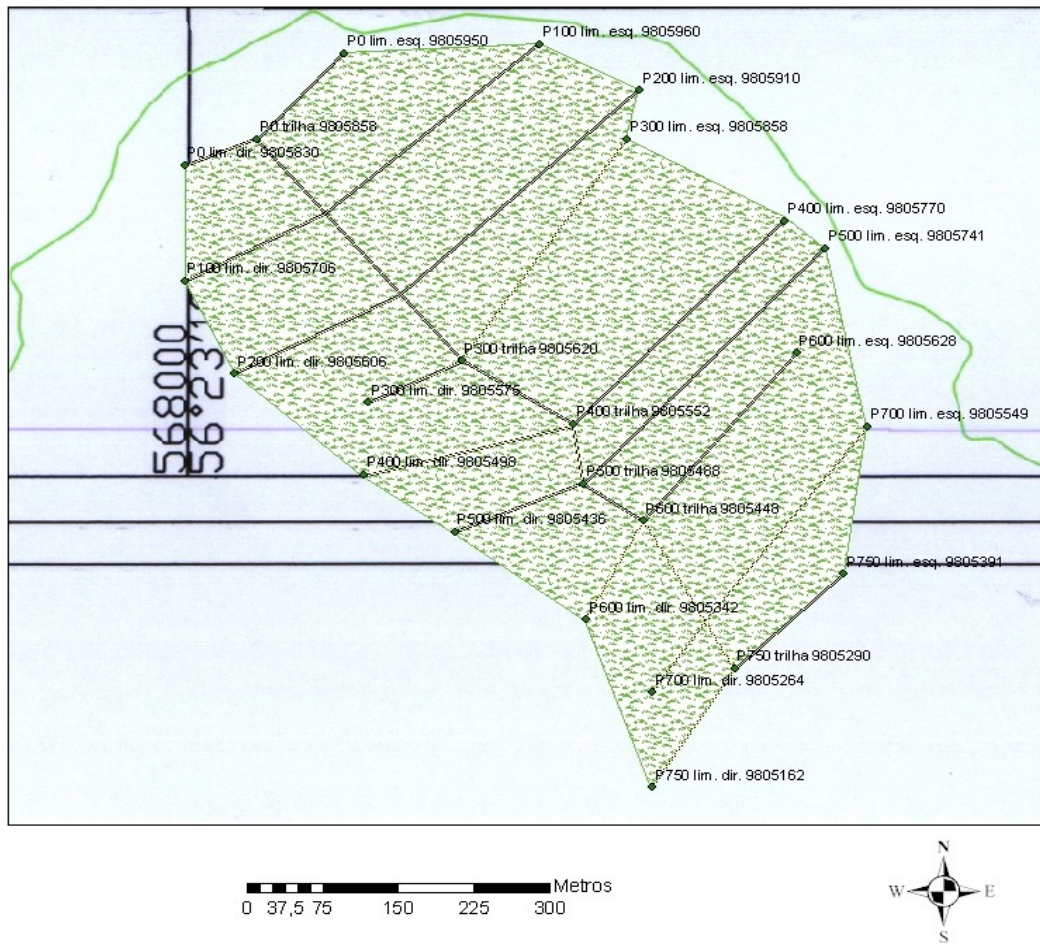 P0 lim. esq. 9805950
P100 lim. esq. 9805960
P200 lim. esq. 9805910
P0 trilha 9805858
P300 lim. esq. 9805858
P0 lim. dir. 9805830
P400 lim. esq. 9805770
P500 lim. esq. 9805741
P100 lim. dir. 9805706
568000
P300 trilha 9805620
P600 lim. esq. 9805628
P200 lim. dir. 9805606
P300 lim. dir. 9805575
P400 trilha 9805552
P700 lim. esq. 9805549
P400 lim. dir. 9805498
P500 trilha 9805488
P500 lim. dir. 9805436
P600 trilha 9805448
P750 lim. esq. 9805391
P600 lim. dir. 9805342
P750 trilha 9805290
P700 lim. dir. 9805264
P750 lim. dir. 9805162
Metros
0 37,5 75 150 225 300
N
W E
S